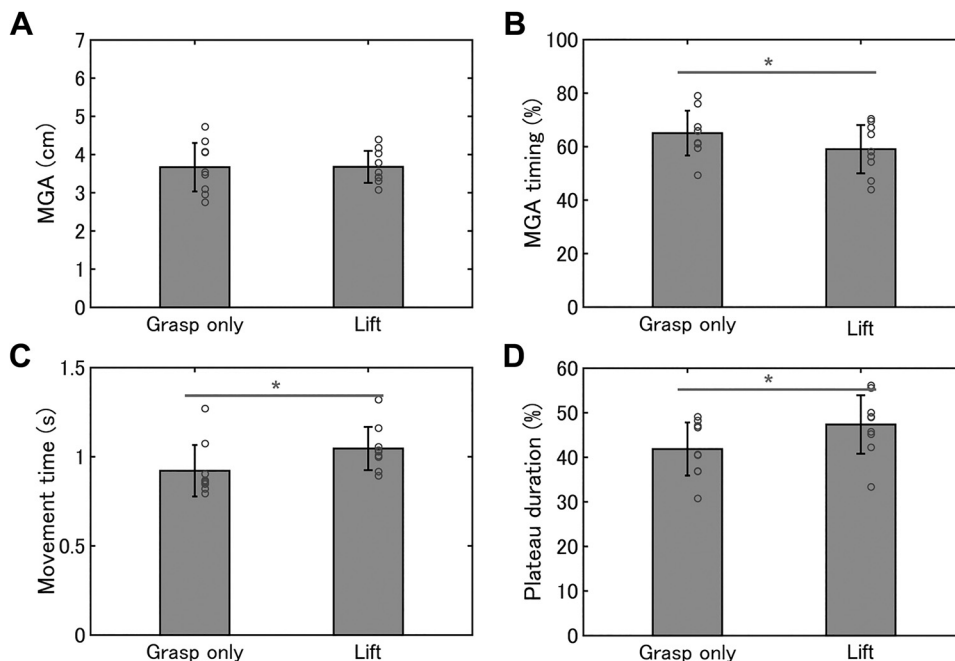 A
MGA (cm)
7
6
5
4
3
2
1
0
Grasp only Lift
B
MGA timing (%)
100
80
60
40
20
0
*
Grasp only Lift
C
Movement time (s)
1.5
1
0.5
0
*
Grasp only Lift
D
Plateau duration (%)
60
50
40
30
20
10
0
*
Grasp only Lift